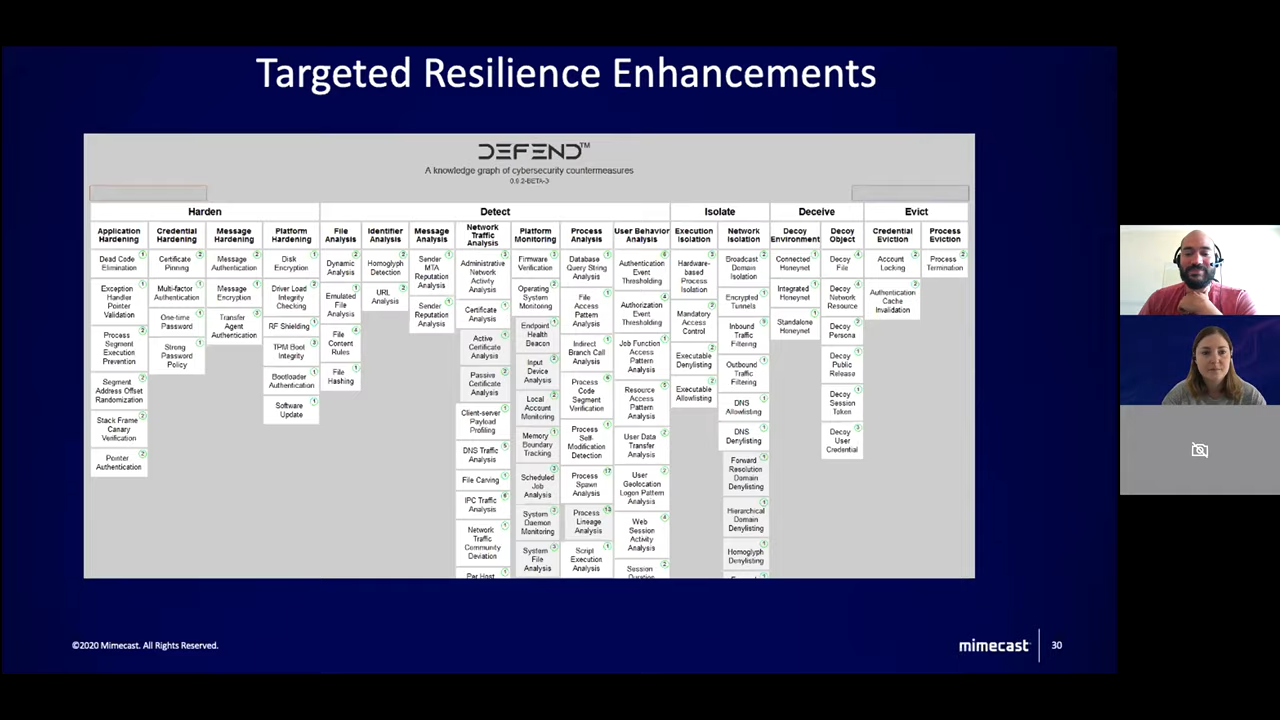 Targeted Resilience Enhancements
DEFEND™
A knowledge graph of cybersecurity countermeasures
0.9.2-BETA-3
Harden
Detect
Isolate
Deceive
Evict
Application
Hardening
Dead Code
Elimination
Exception
Handler
Pointer
Validation
Process
Segment
Execution
Prevention
Segment
Address Offset
Randomization
Stack Frame
Canary
Verification
Pointer
Authentication
Credential
Hardening
Certificate
Pinning
Multi-factor
Authentication
One-time
Password
Strong
Password
Policy
Message
Hardening
Message
Authentication
Message
Encryption
Transfer
Agent
Authentication
Platform
Hardening
Disk
Encryption
Driver Load
Integrity
Checking
RF Shielding
TPM Boot
Integrity
Bootloader
Authentication
Software
Update
File
Analysis
Dynamic
Analysis
Emulated
File
Analysis
File
Content
Rules
File
Hashing
Identifier
Analysis
Homoglyph
Detection
URL
Analysis
Message
Analysis
Sender
MTA
Reputation
Analysis
Sender
Reputation
Analysis
Network
Traffic
Analysis
Administrative
Network
Activity
Analysis
Certificate
Analysis
Active
Certificate
Analysis
Passive
Certificate
Analysis
Client-server
Payload
Profiling
DNS Traffic
Analysis
File Carving
IPC Traffic
Analysis
Network
Traffic
Community
Deviation
Per Host
Platform
Monitoring
Firmware
Verification
Operating
System
Monitoring
Endpoint
Health
Beacon
Input
Device
Analysis
Local
Account
Monitoring
Memory
Boundary
Tracking
Scheduled
Job
Analysis
System
Daemon
Monitoring
System
File
Analysis
Process
Analysis
Database
Query String
Analysis
File
Access
Pattern
Analysis
Indirect
Branch Call
Analysis
Process
Code
Segment
Verification
Process
Self-
Modification
Detection
Process
Spawn
Analysis
Process
Lineage
Analysis
Script
Execution
Analysis
User Behavior
Analysis
Authentication
Event
Thresholding
Authorization
Event
Thresholding
Job Function
Access
Pattern
Analysis
Resource
Access
Pattern
Analysis
User Data
Transfer
Analysis
User
Geolocation
Logon Pattern
Analysis
Web
Session
Activity
Analysis
Session
Duration
Execution
Isolation
Hardware-
based
Process
Isolation
Mandatory
Access
Control
Executable
Denylisting
Executable
Allowlisting
Network
Isolation
Broadcast
Domain
Isolation
Encrypted
Tunnels
Inbound
Traffic
Filtering
Outbound
Traffic
Filtering
DNS
Allowlisting
DNS
Denylisting
Forward
Resolution
Domain
Denylisting
Hierarchical
Domain
Denylisting
Homoglyph
Denylisting
Decoy
Environment
Connected
Honeynet
Integrated
Honeynet
Standalone
Honeynet
Decoy
Object
Decoy
File
Decoy
Network
Resource
Decoy
Persona
Decoy
Public
Release
Decoy
Session
Token
Decoy
User
Credential
Credential
Eviction
Account
Locking
Authentication
Cache
Invalidation
Process
Eviction
Process
Termination
©2020 Mimecast. All Rights Reserved.
mimecast
30